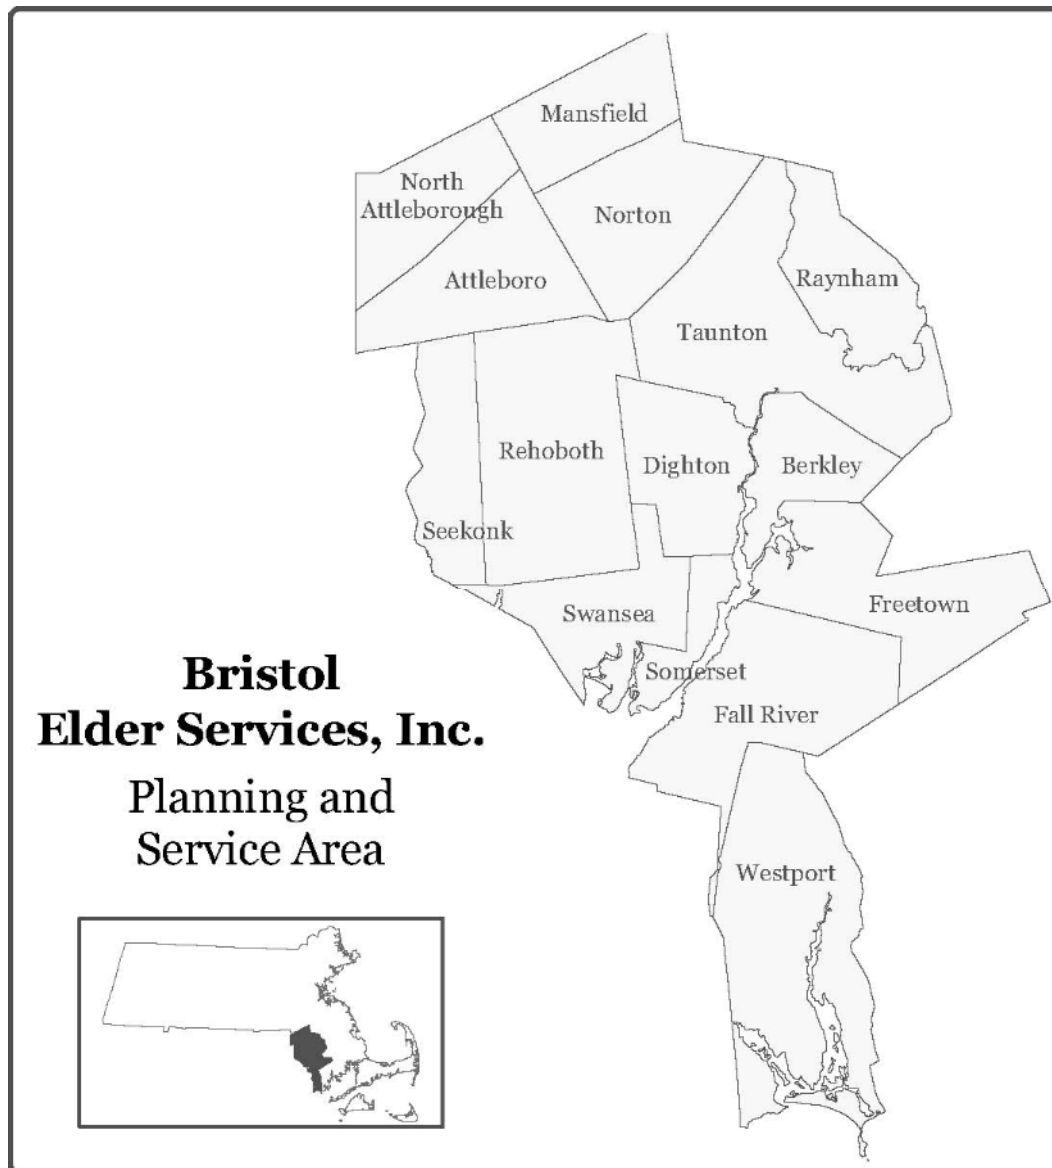 Mansfield
North
Attleborough
Norton
Attleboro
Raynham
Taunton
Rehoboth
Dighton
Berkley
Seekonk
Freetown
Swansea
Somerset
Fall River
Westport
Bristol
Elder Services, Inc.
Planning and
Service Area